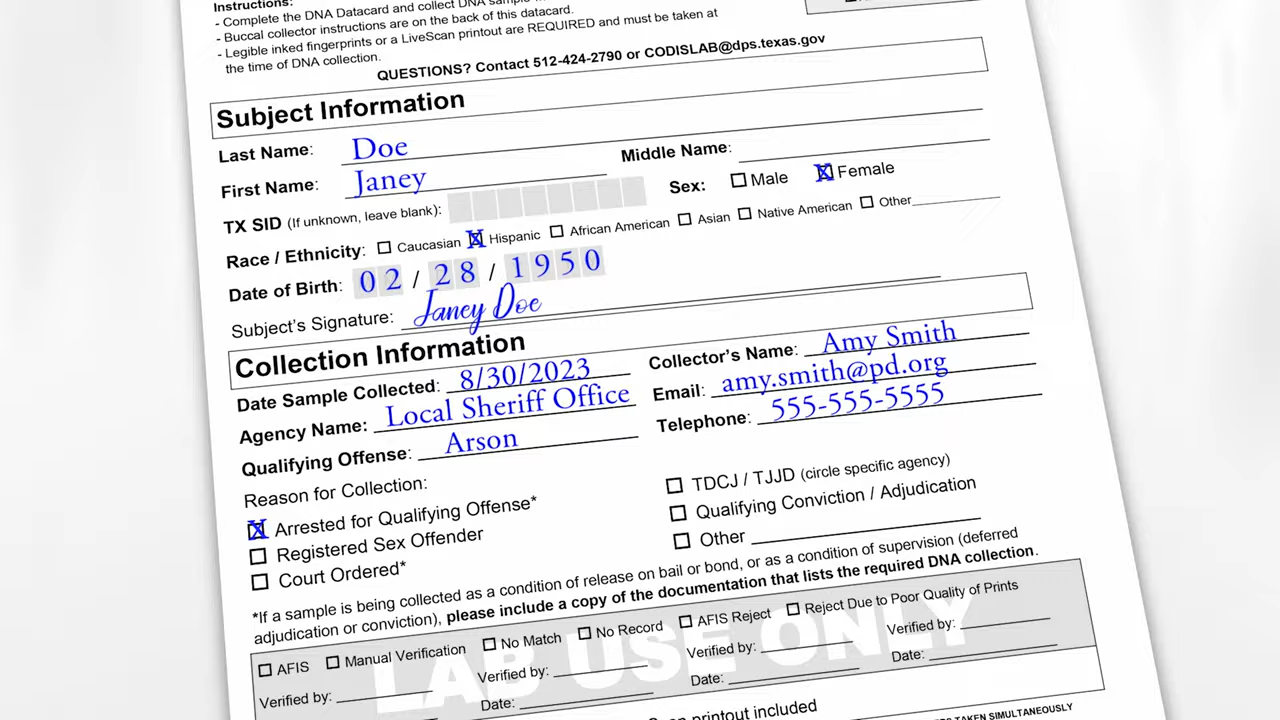 Instructions:
- Complete the DNA Datacard and collect DNA sample
- Buccal collector instructions are on the back of this datacard.
- Legible inked fingerprints or a LiveScan printout are REQUIRED and must be taken at
the time of DNA collection.
QUESTIONS? Contact 512-424-2790 or CODISLAB@dps.texas.gov
Subject Information
Last Name: Doe Middle Name:
First Name: Janey Sex: Male X Female
TX SID (If unknown, leave blank):
Race / Ethnicity: Caucasian X Hispanic African American Asian Native American Other
Date of Birth: 02 / 28 / 1950
Subject's Signature: Janey Doe
Collection Information
Date Sample Collected: 8/30/2023 Collector's Name: Amy Smith
Agency Name: Local Sheriff Office Email: amy.smith@pd.org
Qualifying Offense: Arson Telephone: 555-555-5555
Reason for Collection:
X Arrested for Qualifying Offense* TDCJ / TJJD (circle specific agency)
Registered Sex Offender Qualifying Conviction / Adjudication
Court Ordered* Other
*If a sample is being collected as a condition of release on bail or bond, or as a condition of supervision (deferred
adjudication or conviction), please include a copy of the documentation that lists the required DNA collection.
LAB USE ONLY
AFIS Manual Verification No Match No Record AFIS Reject Reject Due to Poor Quality of Prints
Verified by: Verified by: Verified by: Verified by:
Date: Date: Date:
printout included
TAKEN SIMULTANEOUSLY